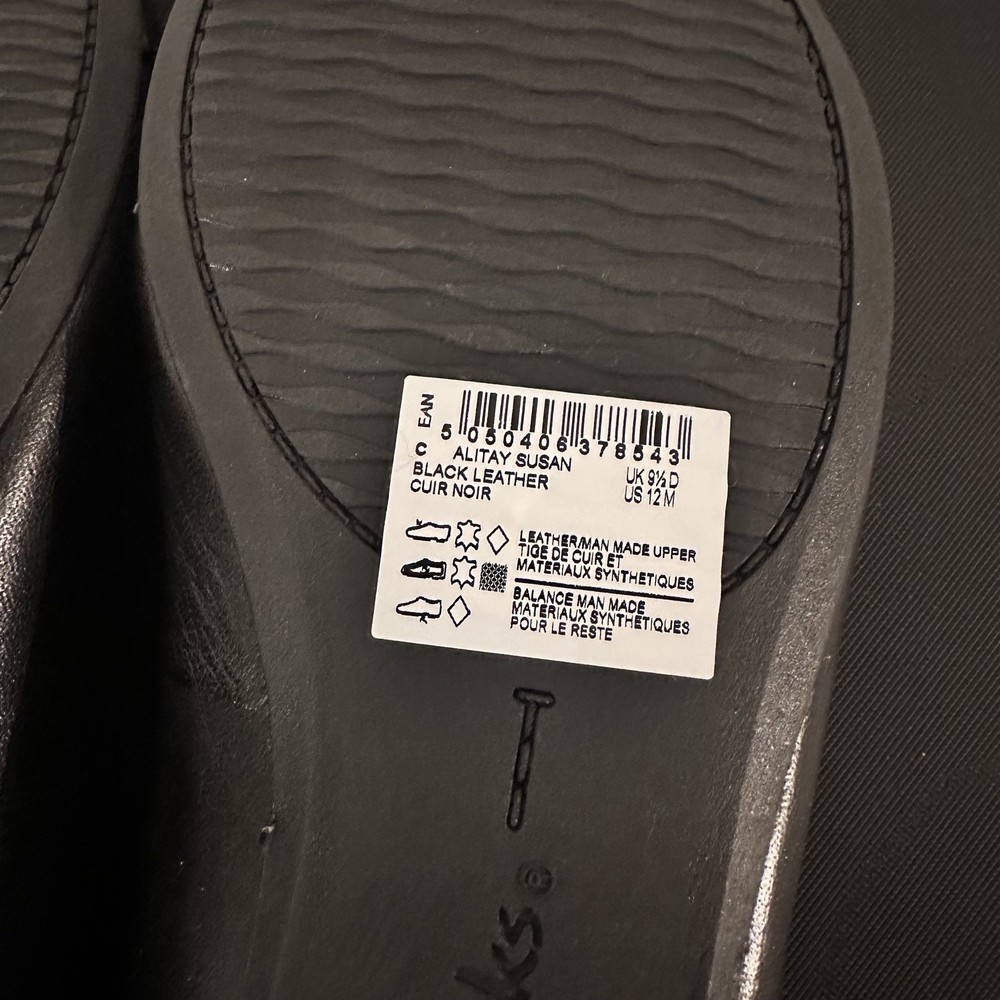 EAN
5 050406 378543
C ALITAY SUSAN
BLACK LEATHER UK 9½ D
CUIR NOIR US 12 M
LEATHER/MAN MADE UPPER
TIGE DE CUIR ET
MATERIAUX SYNTHETIQUES
BALANCE MAN MADE
MATERIAUX SYNTHETIQUES
POUR LE RESTE
ks®